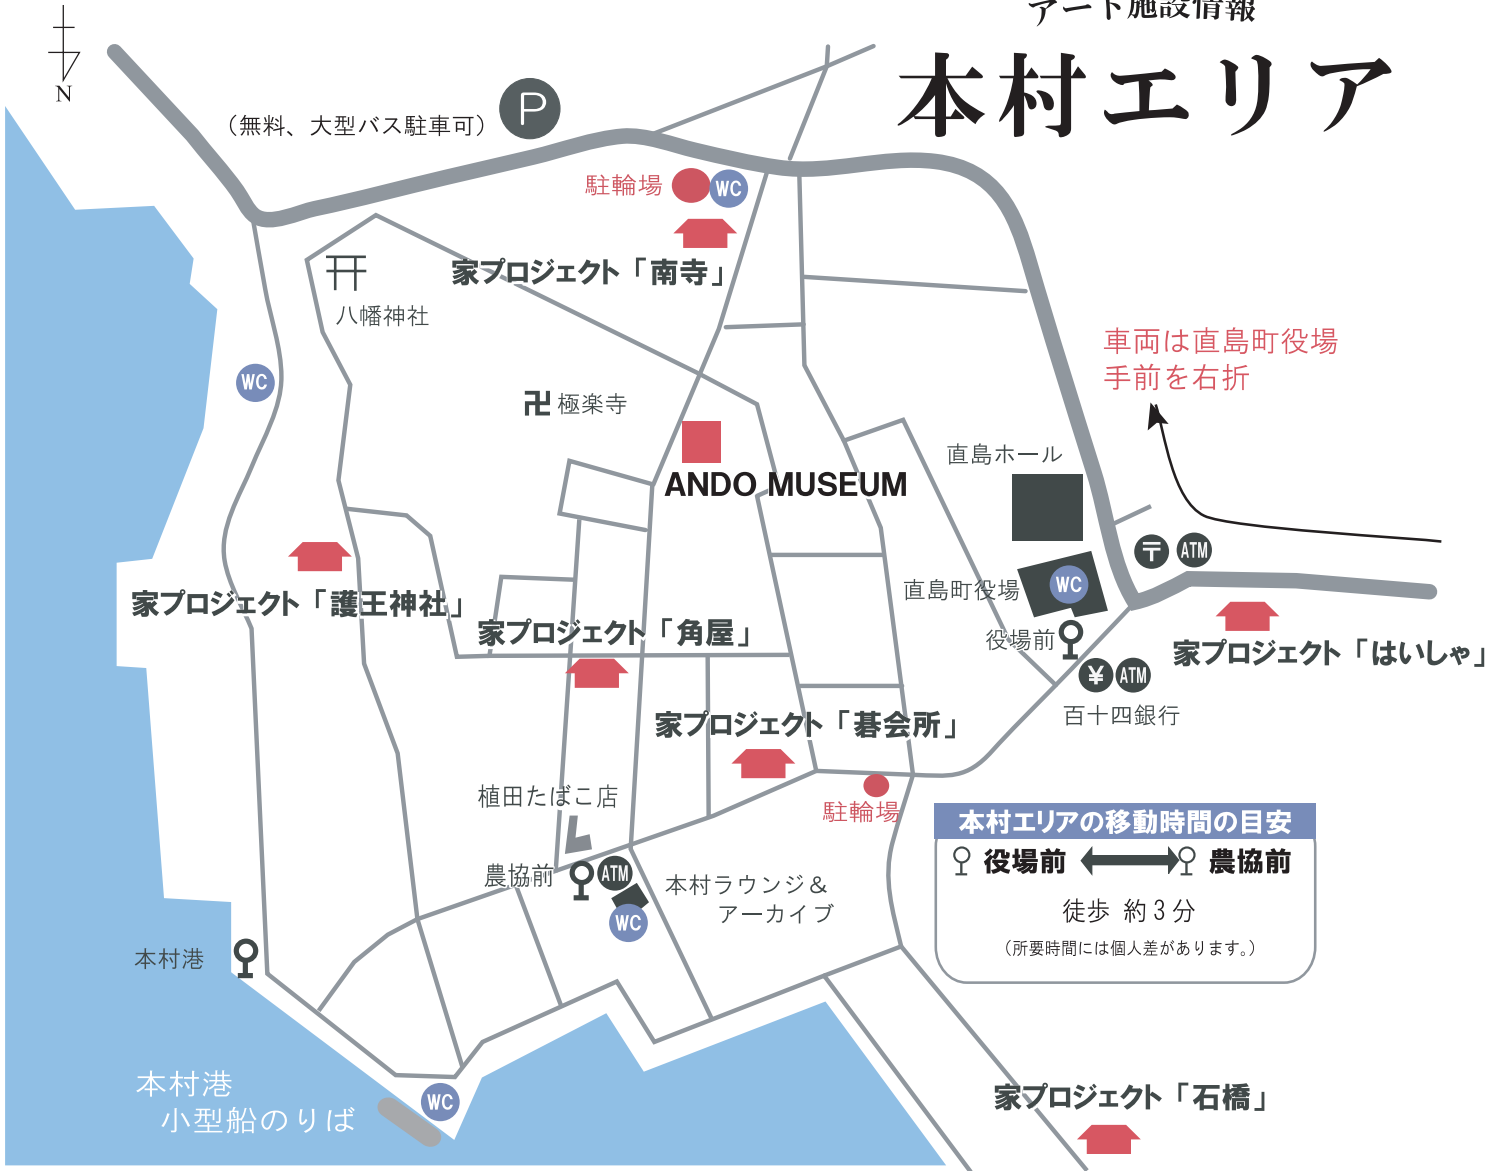 アート施設情報
本村エリア
N
（無料、大型バス駐車可）
P
駐輪場
WC
家プロジェクト「南寺」
八幡神社
WC
車両は直島町役場
手前を右折
卍 極楽寺
ANDO MUSEUM
直島ホール
〒
ATM
直島町役場
WC
家プロジェクト「護王神社」
家プロジェクト「角屋」
役場前
家プロジェクト「はいしゃ」
¥
ATM
百十四銀行
家プロジェクト「碁会所」
駐輪場
植田たばこ店
農協前
ATM
WC
本村ラウンジ&
アーカイブ
本村エリアの移動時間の目安
役場前
農協前
徒歩 約3分
（所要時間には個人差があります。）
本村港
本村港
小型船のりば
WC
家プロジェクト「石橋」